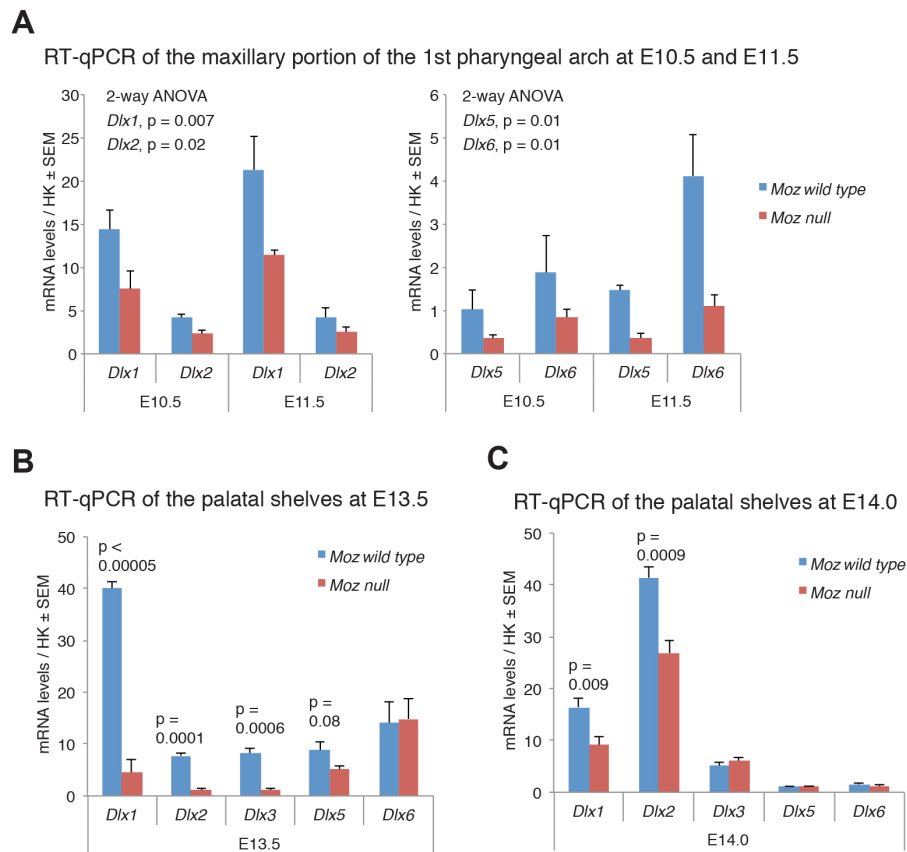 A
RT-qPCR of the maxillary portion of the 1st pharyngeal arch at E10.5 and E11.5
mRNA levels / HK ± SEM
30
25
20
15
10
5
0
2-way ANOVA
Dlx1, p = 0.007
Dlx2, p = 0.02
Dlx1 Dlx2 Dlx1 Dlx2
E10.5 E11.5
mRNA levels / HK ± SEM
6
5
4
3
2
1
0
2-way ANOVA
Dlx5, p = 0.01
Dlx6, p = 0.01
Dlx5 Dlx6 Dlx5 Dlx6
E10.5 E11.5
Moz wild type
Moz null
B
RT-qPCR of the palatal shelves at E13.5
mRNA levels / HK ± SEM
50
40
30
20
10
0
p <
0.00005
p =
0.0001
p =
0.0006
p =
0.08
Moz wild type
Moz null
Dlx1 Dlx2 Dlx3 Dlx5 Dlx6
E13.5
C
RT-qPCR of the palatal shelves at E14.0
mRNA levels / HK ± SEM
50
40
30
20
10
0
p =
0.009
p =
0.0009
Moz wild type
Moz null
Dlx1 Dlx2 Dlx3 Dlx5 Dlx6
E14.0